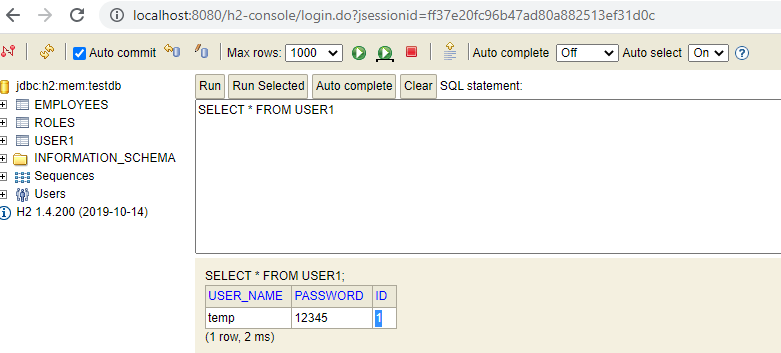 localhost:8080/h2-console/login.do?jsessionid=ff37e20fc96b47ad80a882513ef31d0c
Auto commit Max rows: 1000 Auto complete Off Auto select On
jdbc:h2:mem:testdb
EMPLOYEES
ROLES
USER1
INFORMATION_SCHEMA
Sequences
Users
H2 1.4.200 (2019-10-14)
Run Run Selected Auto complete Clear SQL statement:
SELECT * FROM USER1
SELECT * FROM USER1;
USER_NAME PASSWORD ID
temp 12345 1
(1 row, 2 ms)